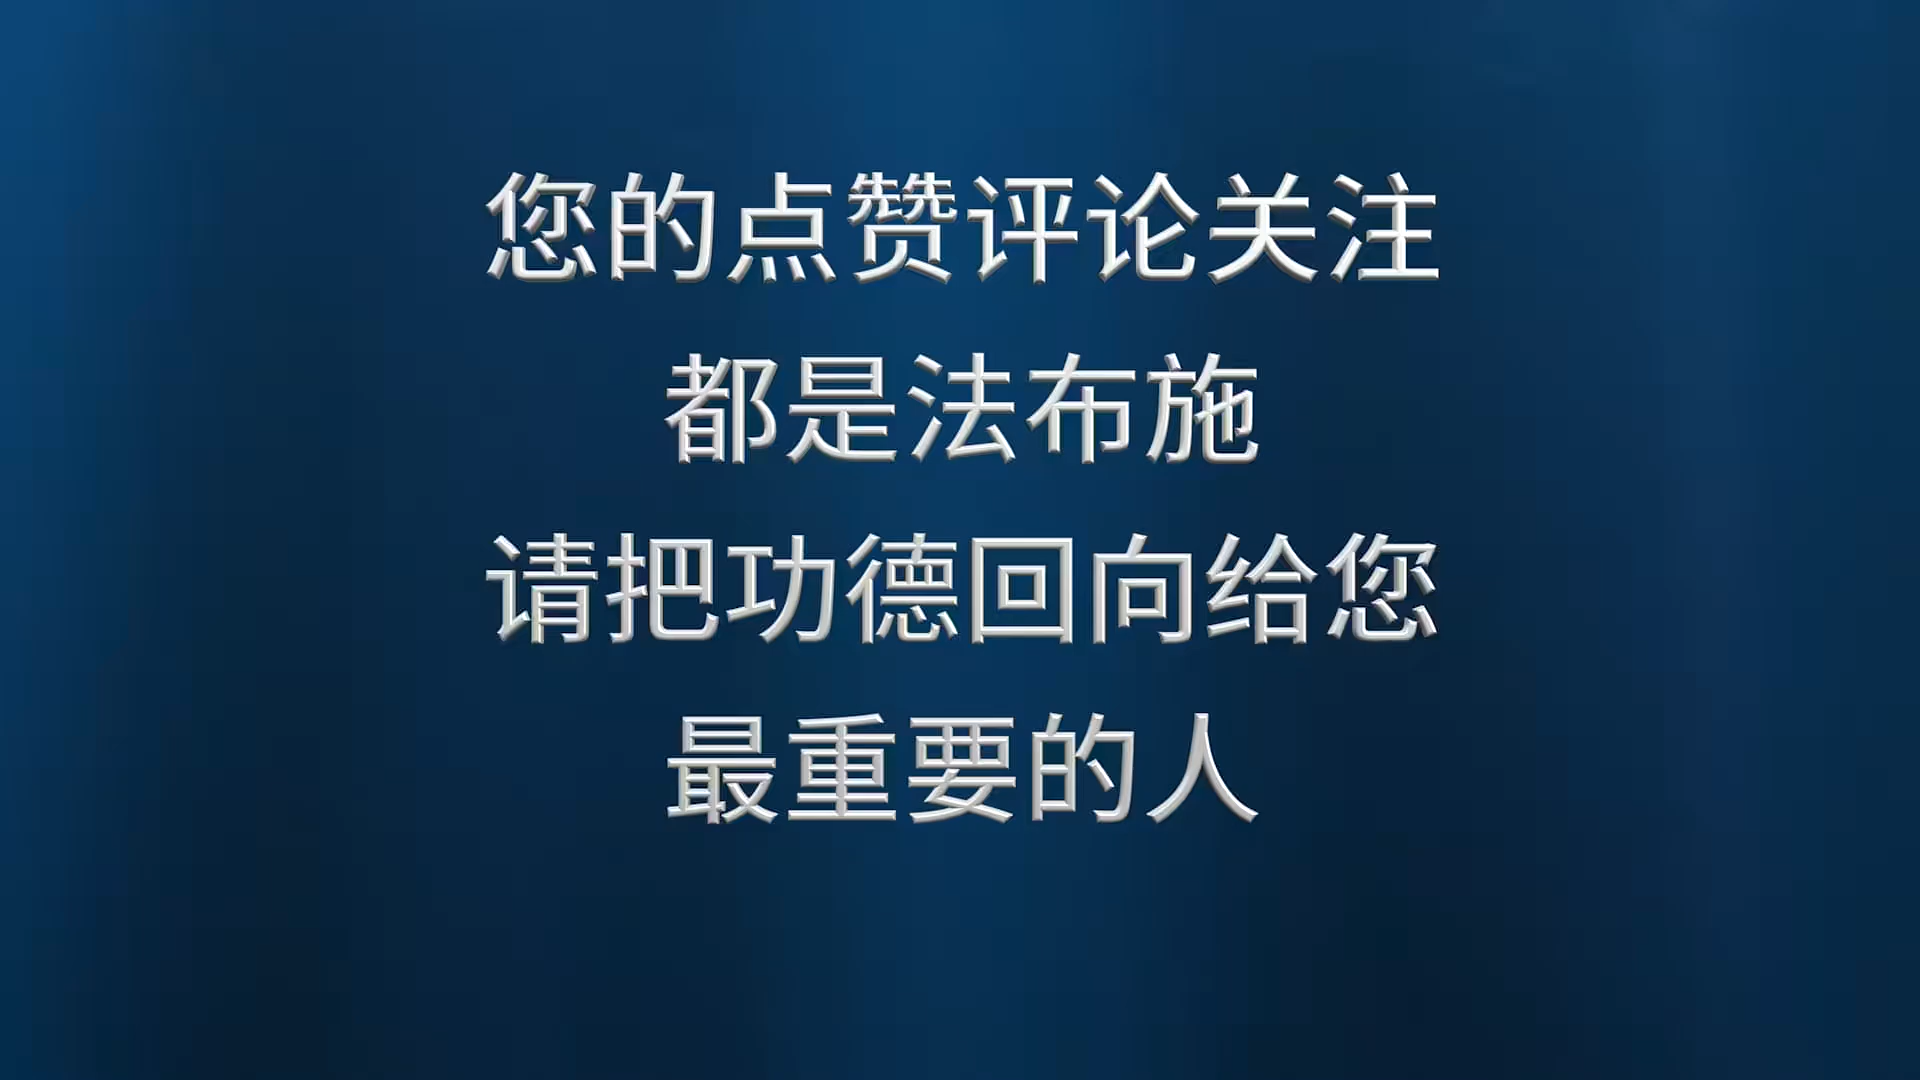 您的点赞评论关注
都是法布施
请把功德回向给您
最重要的人